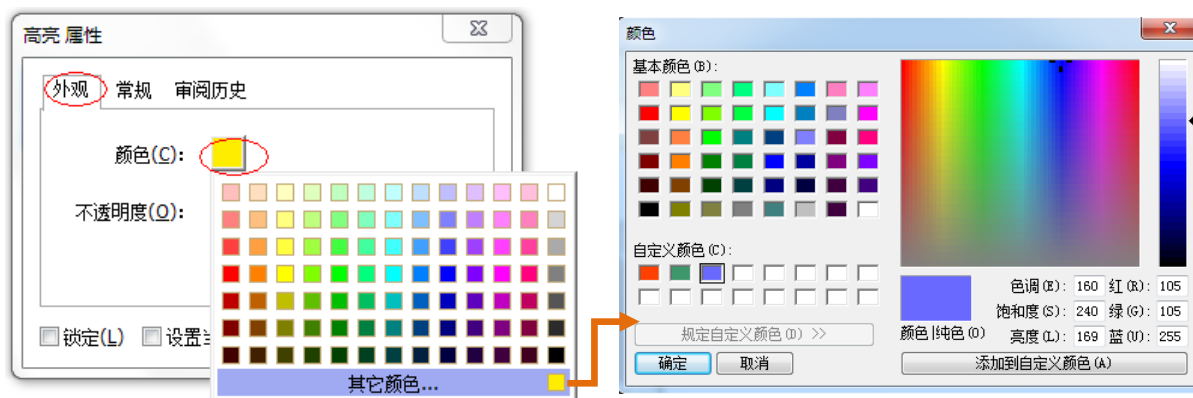 高亮 属性
外观 常规 审阅历史
颜色(C):
不透明度(O):
锁定(L) 设置
其它颜色...
颜色
基本颜色(B):
自定义颜色(C):
规定自定义颜色(D) >>
确定 取消
颜色|纯色(O)
色调(E): 160 红(R): 105
饱和度(S): 240 绿(G): 105
亮度(L): 169 蓝(U): 255
添加到自定义颜色(A)